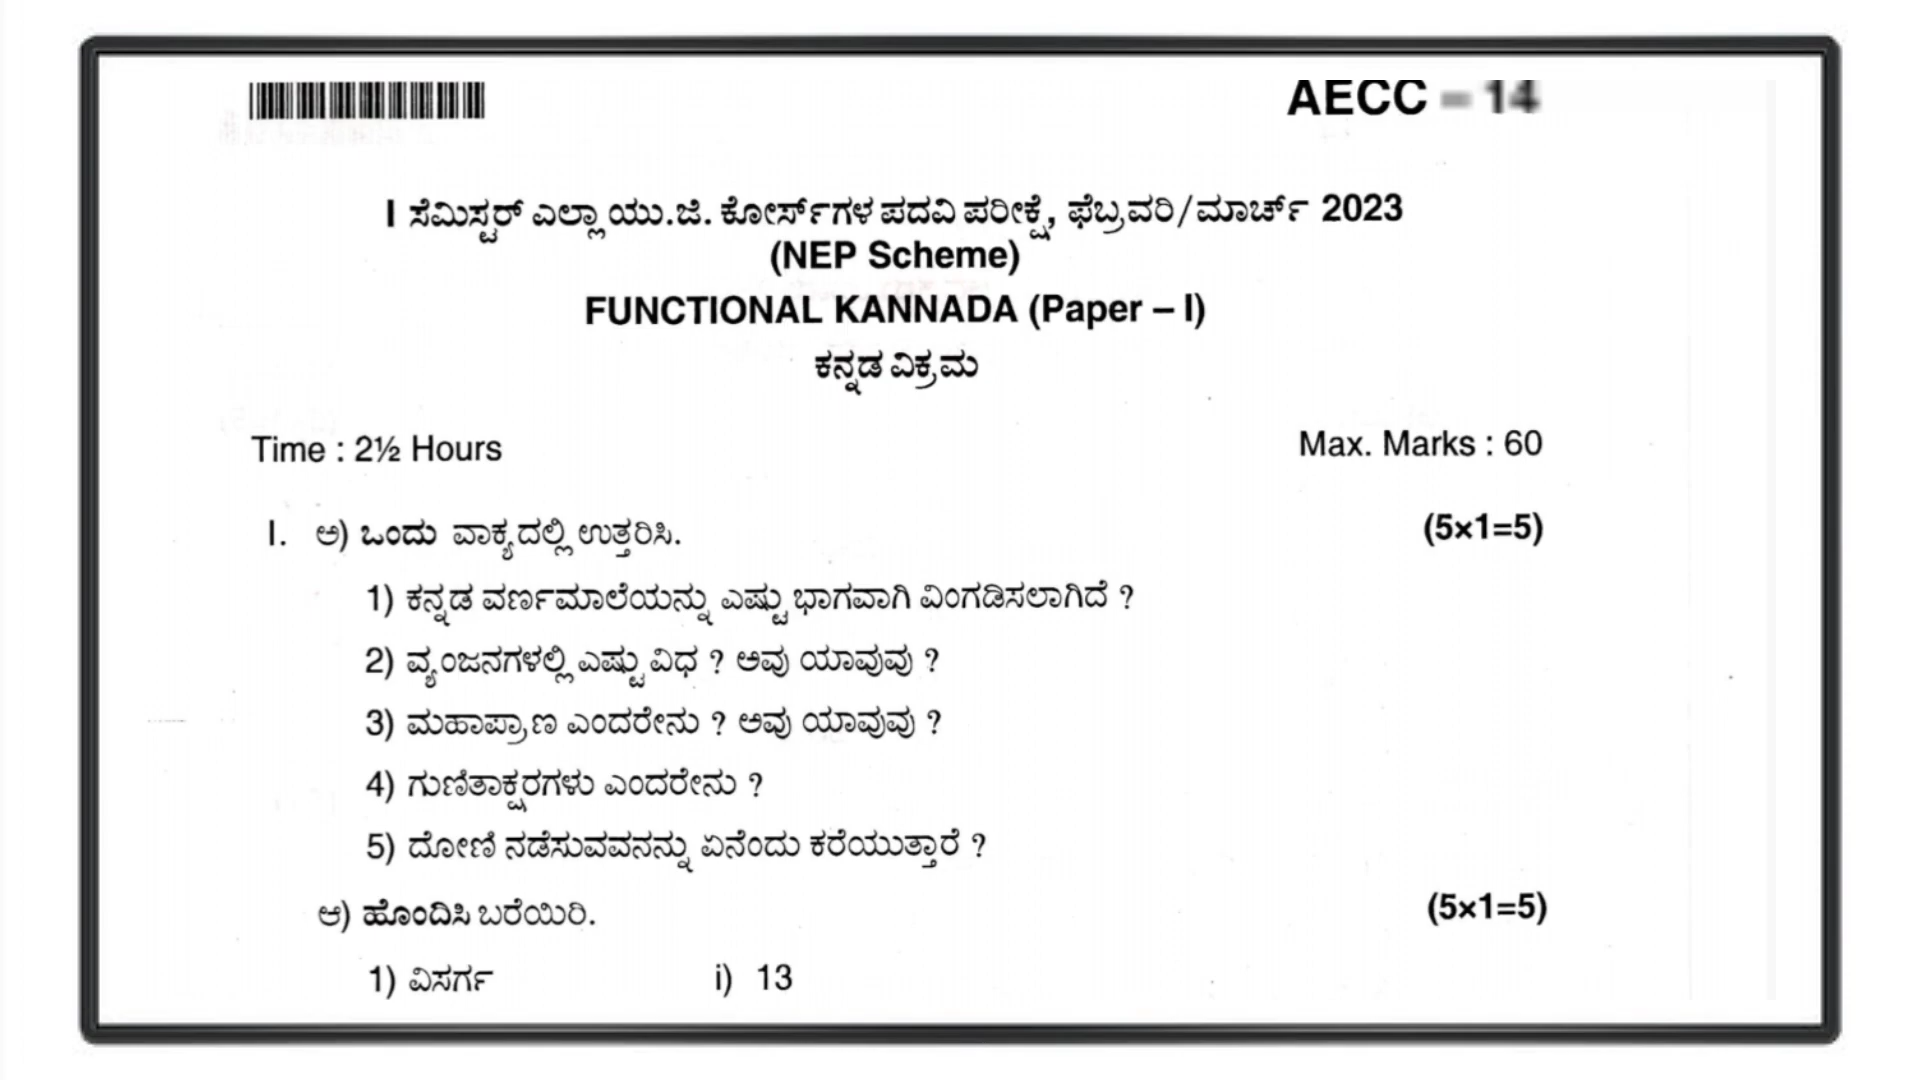 AECC – 14
I ಸೆಮಿಸ್ಟರ್ ಎಲ್ಲಾ ಯು.ಜಿ. ಕೋರ್ಸ್‌ಗಳ ಪದವಿ ಪರೀಕ್ಷೆ, ಫೆಬ್ರವರಿ/ಮಾರ್ಚ್ 2023
(NEP Scheme)
FUNCTIONAL KANNADA (Paper – I)
ಕನ್ನಡ ವಿಕ್ರಮ
Time : 2½ Hours Max. Marks : 60
I. ಅ) ಒಂದು ವಾಕ್ಯದಲ್ಲಿ ಉತ್ತರಿಸಿ. (5×1=5)
1) ಕನ್ನಡ ವರ್ಣಮಾಲೆಯನ್ನು ಎಷ್ಟು ಭಾಗವಾಗಿ ವಿಂಗಡಿಸಲಾಗಿದೆ ?
2) ವ್ಯಂಜನಗಳಲ್ಲಿ ಎಷ್ಟು ವಿಧ ? ಅವು ಯಾವುವು ?
3) ಮಹಾಪ್ರಾಣ ಎಂದರೇನು ? ಅವು ಯಾವುವು ?
4) ಗುಣಿತಾಕ್ಷರಗಳು ಎಂದರೇನು ?
5) ದೋಣಿ ನಡೆಸುವವನನ್ನು ಏನೆಂದು ಕರೆಯುತ್ತಾರೆ ?
ಆ) ಹೊಂದಿಸಿ ಬರೆಯಿರಿ. (5×1=5)
1) ವಿಸರ್ಗ i) 13